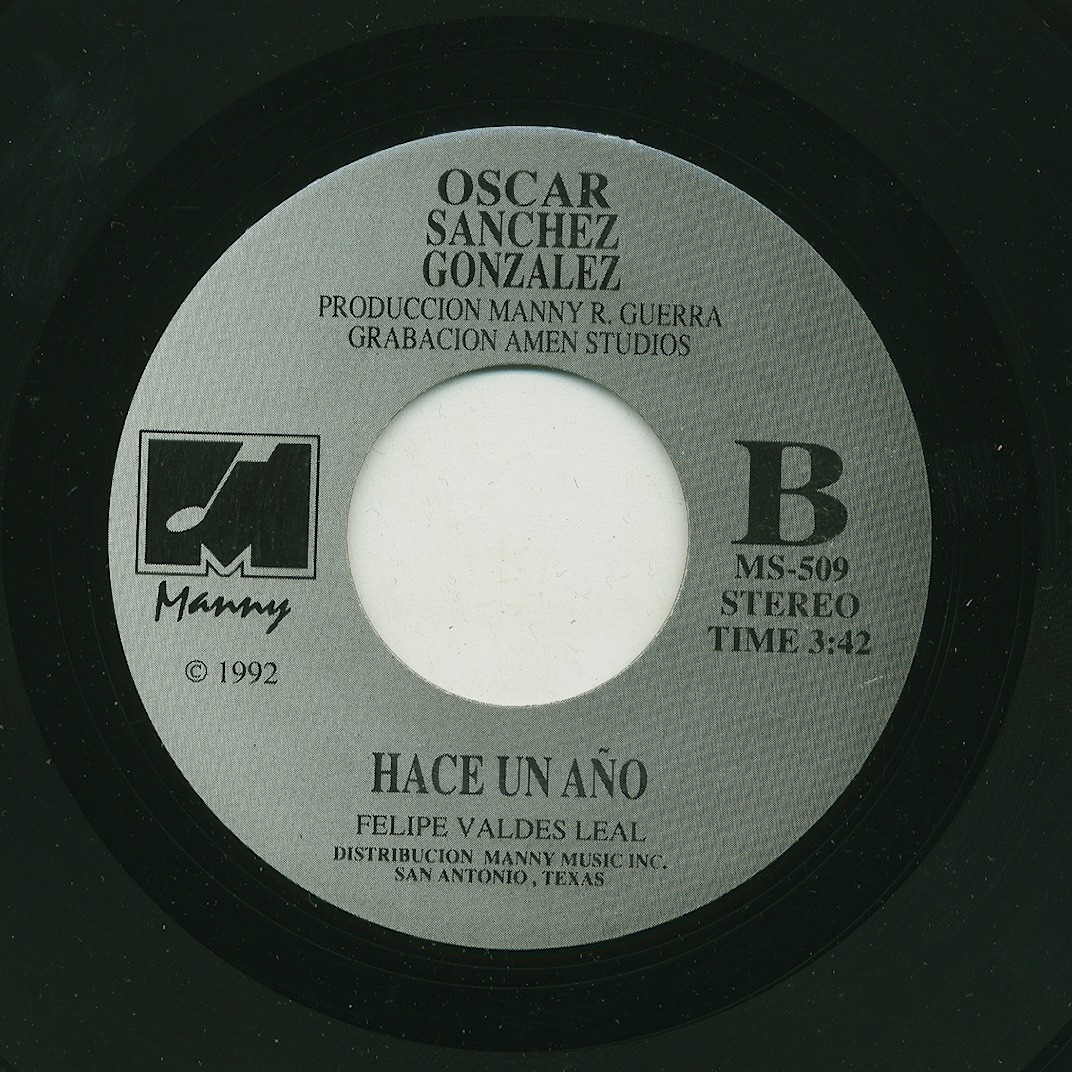 OSCAR
SANCHEZ
GONZALEZ
PRODUCCION MANNY R. GUERRA
GRABACION AMEN STUDIOS
M
Manny
© 1992
B
MS-509
STEREO
TIME 3:42
HACE UN AÑO
FELIPE VALDES LEAL
DISTRIBUCION MANNY MUSIC INC.
SAN ANTONIO, TEXAS